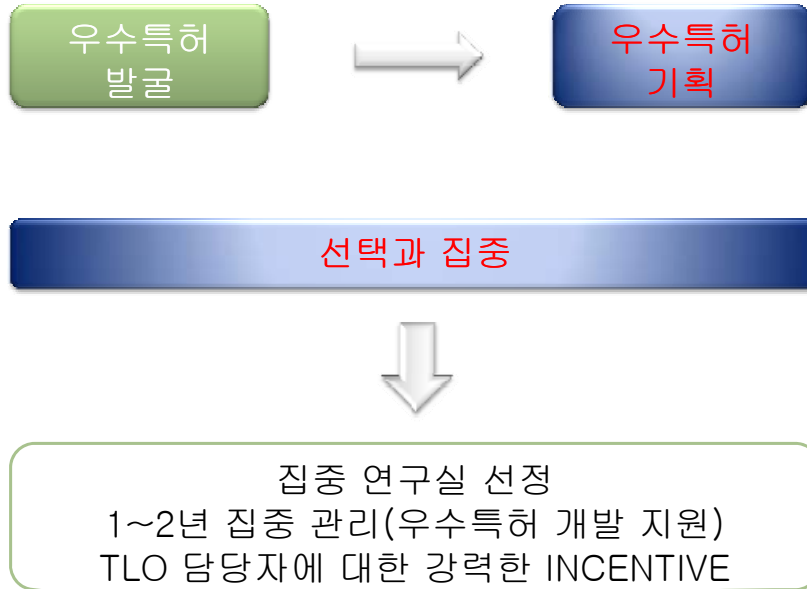 우수특허
발굴
우수특허
기획
선택과 집중
집중 연구실 선정
1~2년 집중 관리(우수특허 개발 지원)
TLO 담당자에 대한 강력한 INCENTIVE